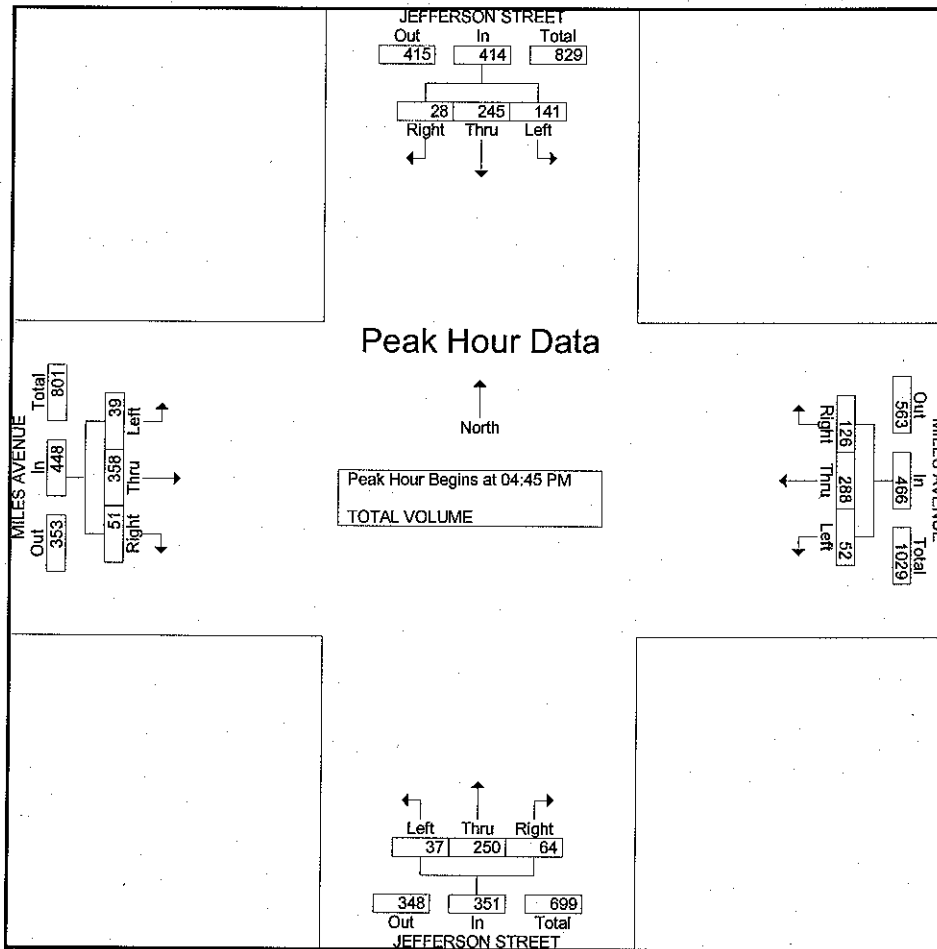 JEFFERSON STREET
Out In Total
415 414 829
28 245 141
Right Thru Left
Peak Hour Data
North
Peak Hour Begins at 04:45 PM
TOTAL VOLUME
MILES AVENUE
Out In Total
353 448 801
39 358 51
Left Thru Right
MILES AVENUE
Out In Total
563 466 1029
126 288 52
Right Thru Left
Left Thru Right
37 250 64
348 351 699
Out In Total
JEFFERSON STREET